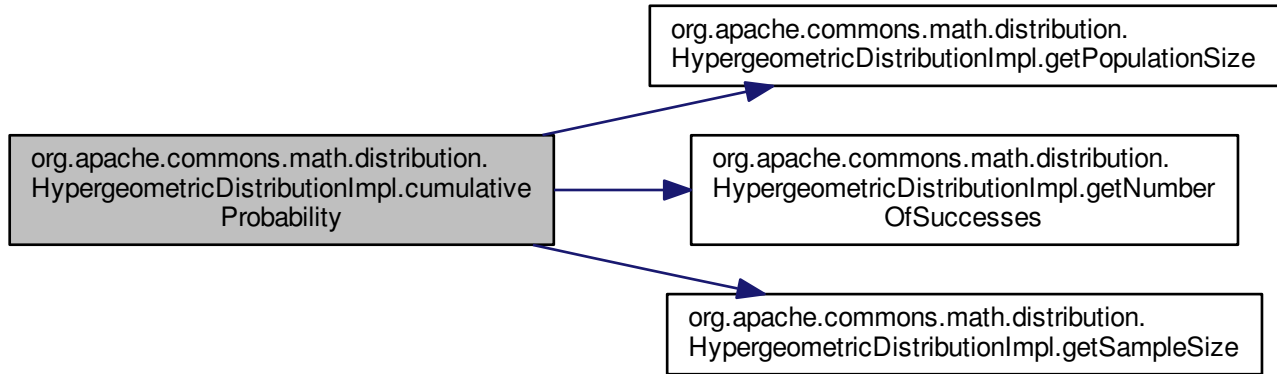 org.apache.commons.math.distribution.
HypergeometricDistributionImpl.getPopulationSize
org.apache.commons.math.distribution.
HypergeometricDistributionImpl.cumulative
Probability
org.apache.commons.math.distribution.
HypergeometricDistributionImpl.getNumber
OfSuccesses
org.apache.commons.math.distribution.
HypergeometricDistributionImpl.getSampleSize